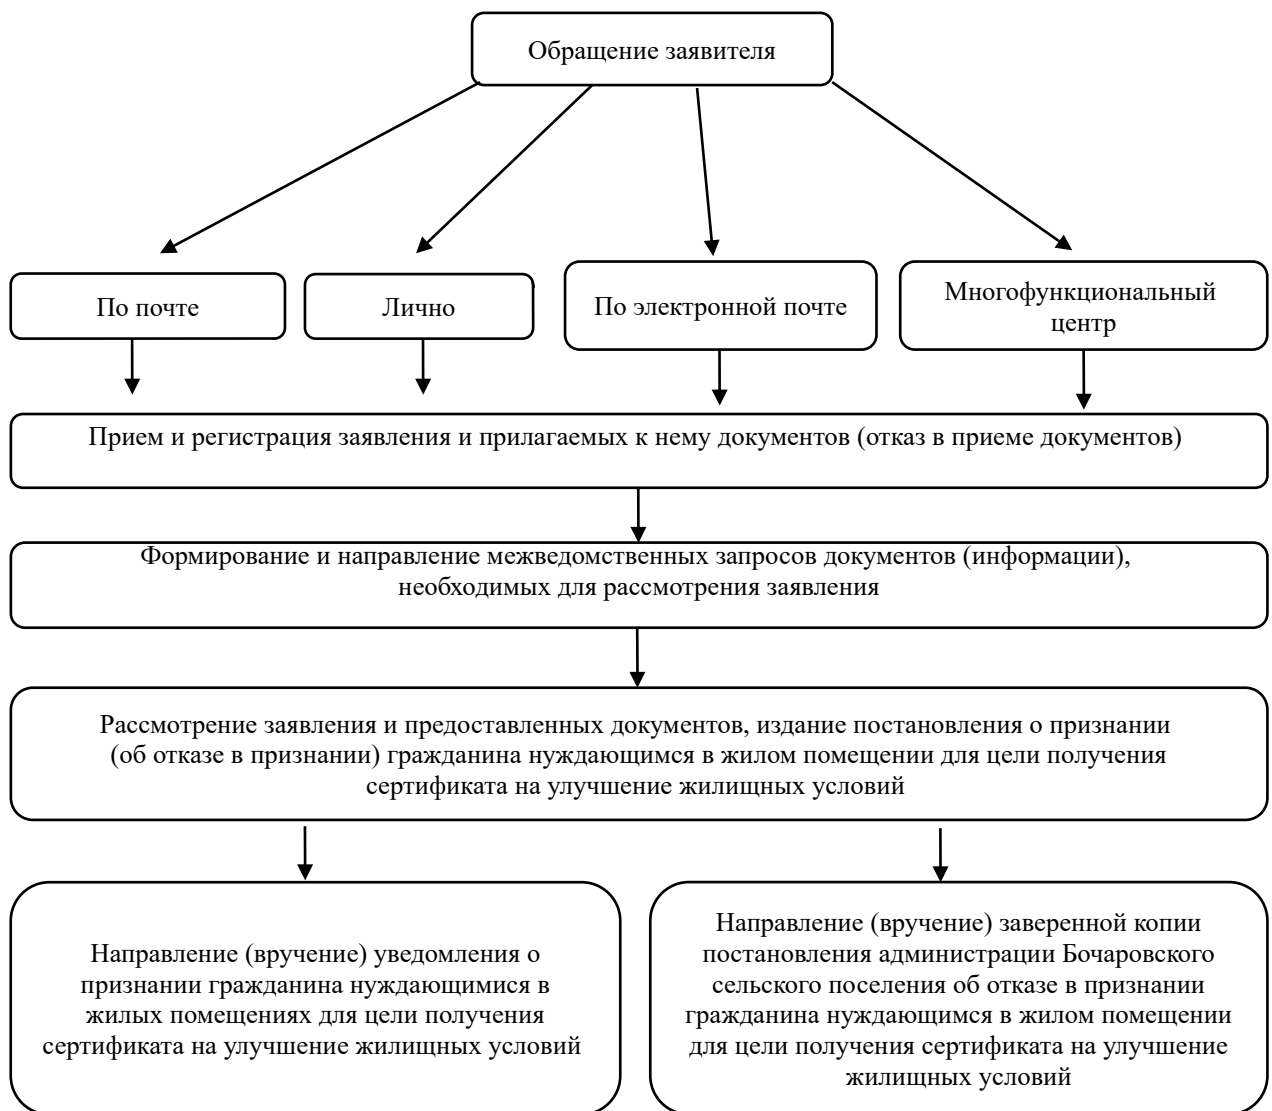 Обращение заявителя
По почте
Лично
По электронной почте
Многофункциональный
центр
Прием и регистрация заявления и прилагаемых к нему документов (отказ в приеме документов)
Формирование и направление межведомственных запросов документов (информации),
необходимых для рассмотрения заявления
Рассмотрение заявления и предоставленных документов, издание постановления о признании
(об отказе в признании) гражданина нуждающимся в жилом помещении для цели получения
сертификата на улучшение жилищных условий
Направление (вручение) уведомления о
признании гражданина нуждающимися в
жилых помещениях для цели получения
сертификата на улучшение жилищных условий
Направление (вручение) заверенной копии
постановления администрации Бочаровского
сельского поселения об отказе в признании
гражданина нуждающимся в жилом помещении
для цели получения сертификата на улучшение
жилищных условий